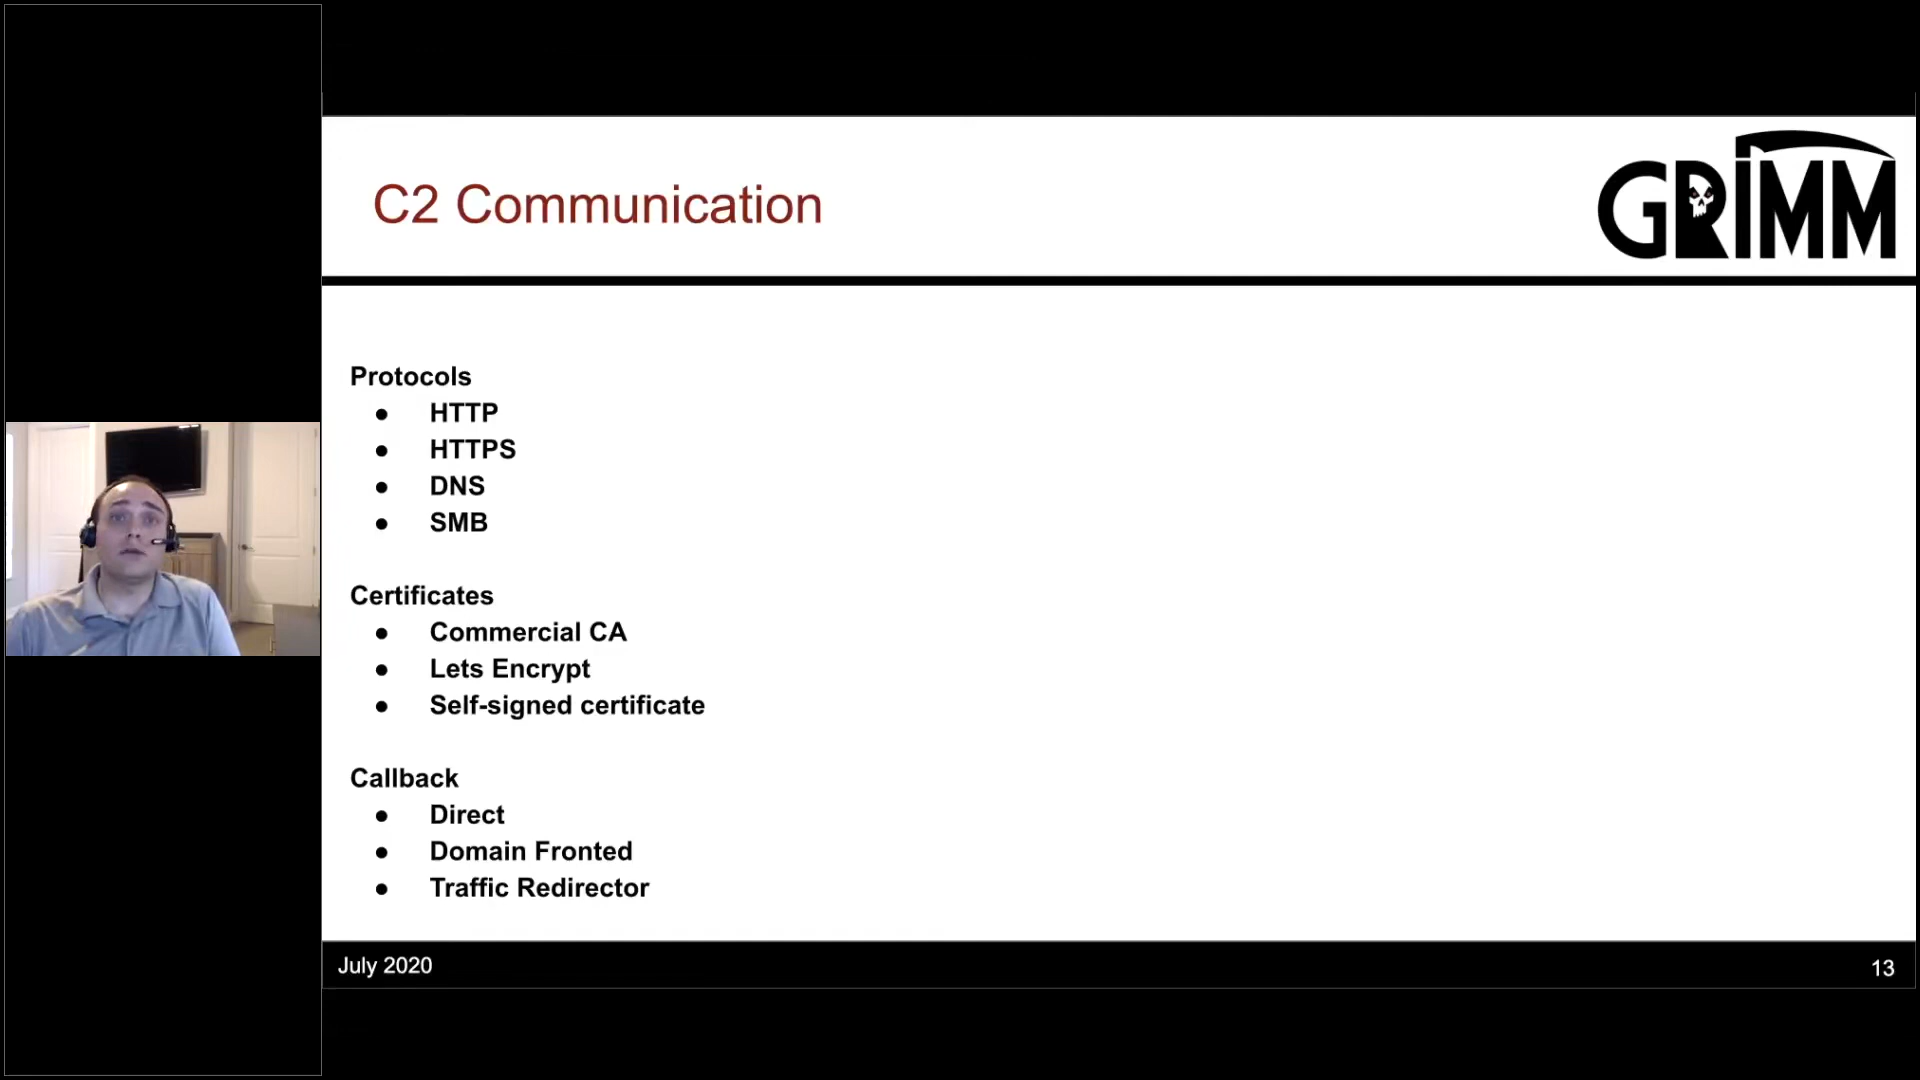 C2 Communication
GRIMM
Protocols
● HTTP
● HTTPS
● DNS
● SMB
Certificates
● Commercial CA
● Lets Encrypt
● Self-signed certificate
Callback
● Direct
● Domain Fronted
● Traffic Redirector
July 2020
13